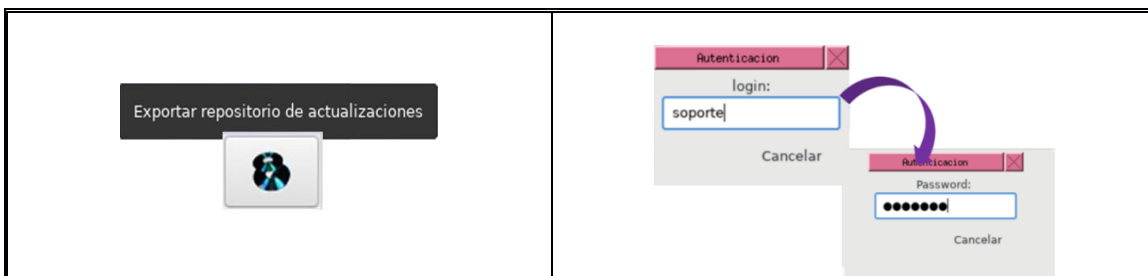 Exportar repositorio de actualizaciones
Autenticacion
login:
soporte
Cancelar
Autenticacion
Password:
Cancelar